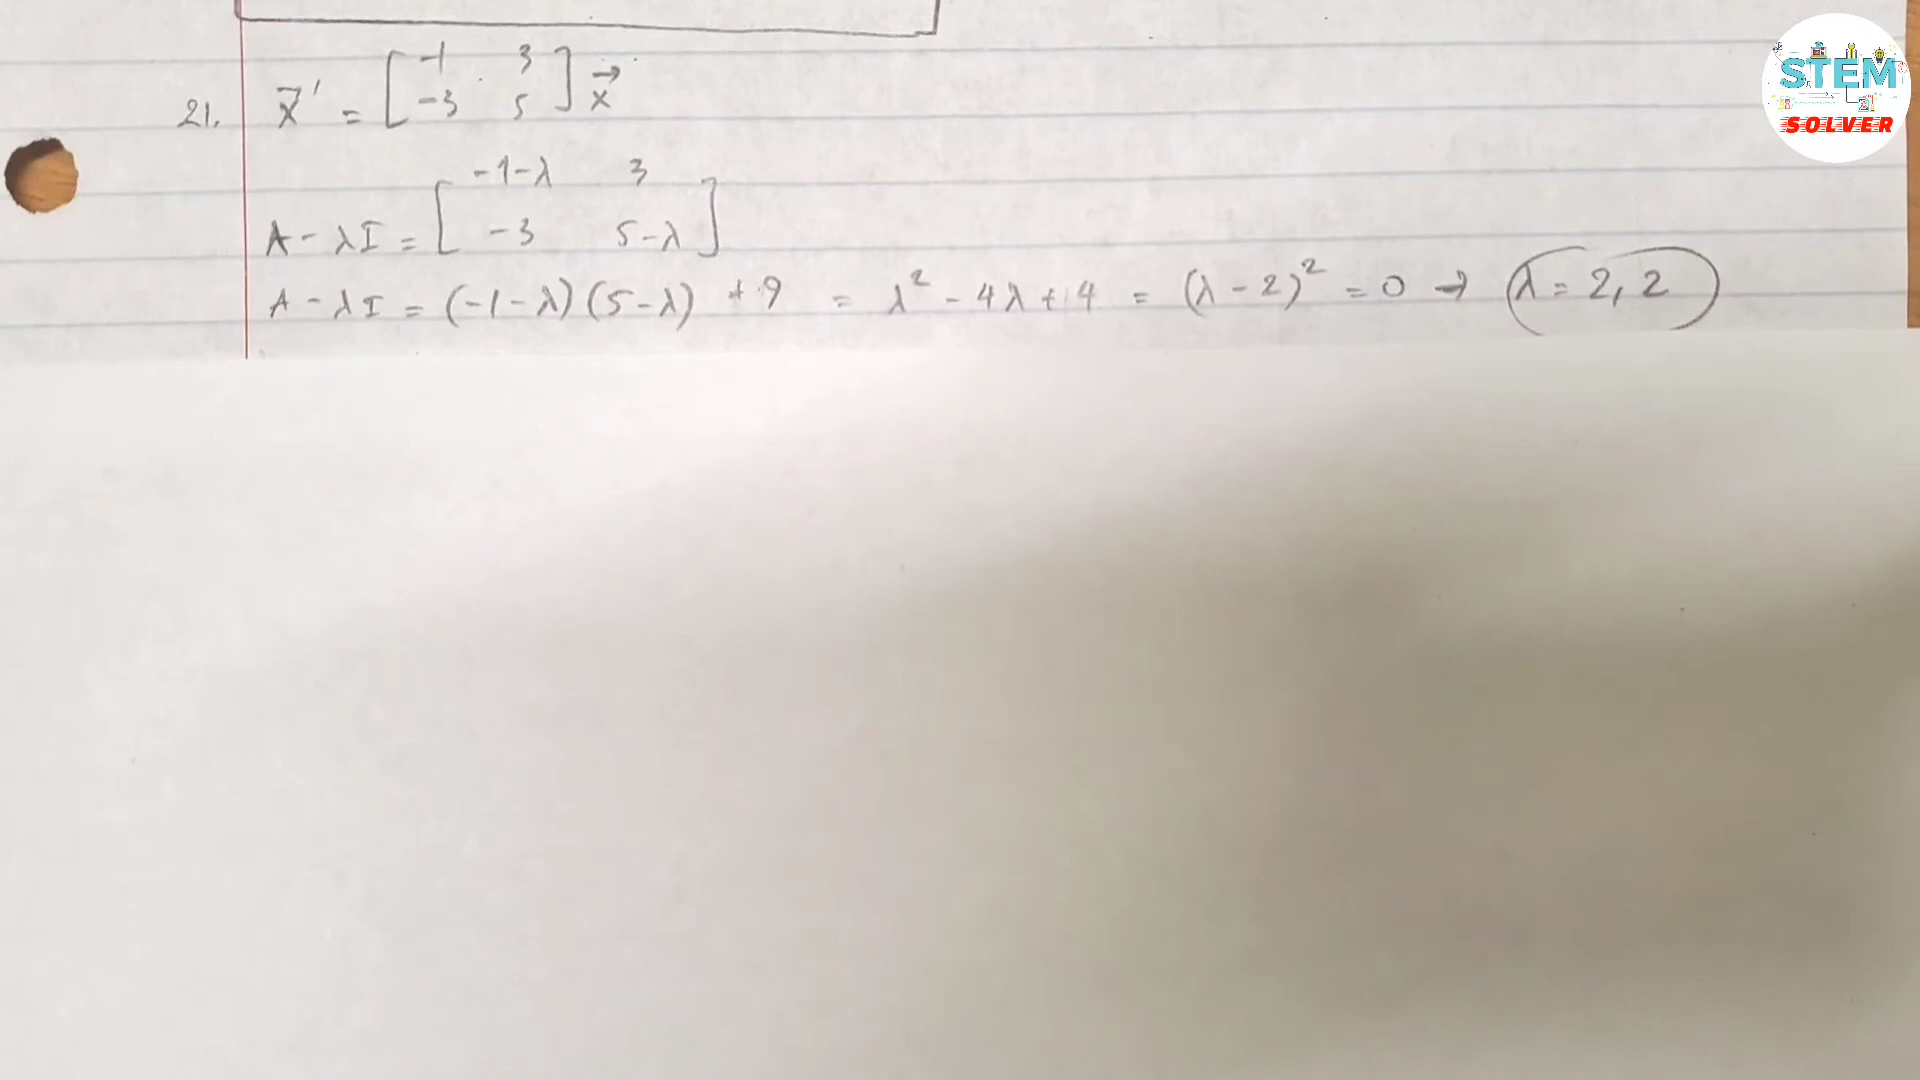 21. x⃗' = [ -1 3 ] x⃗
[ -3 5 ]
A - λI = [ -1-λ 3 ]
[ -3 5-λ ]
A - λI = (-1-λ)(5-λ) + 9 = λ² - 4λ + 4 = (λ - 2)² = 0 → λ = 2, 2
STEM
SOLVER